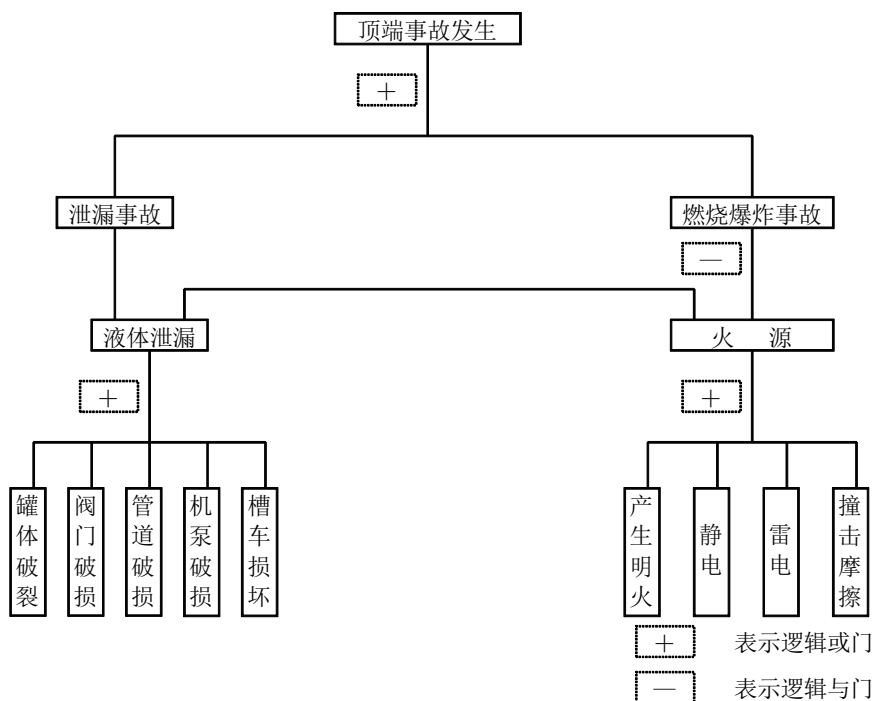 顶端事故发生
+
泄漏事故
燃烧爆炸事故
—
液体泄漏
火 源
+
+
罐体破裂
阀门破损
管道破损
机泵破损
槽车损坏
产生明火
静电
雷电
撞击摩擦
+ 表示逻辑或门
— 表示逻辑与门